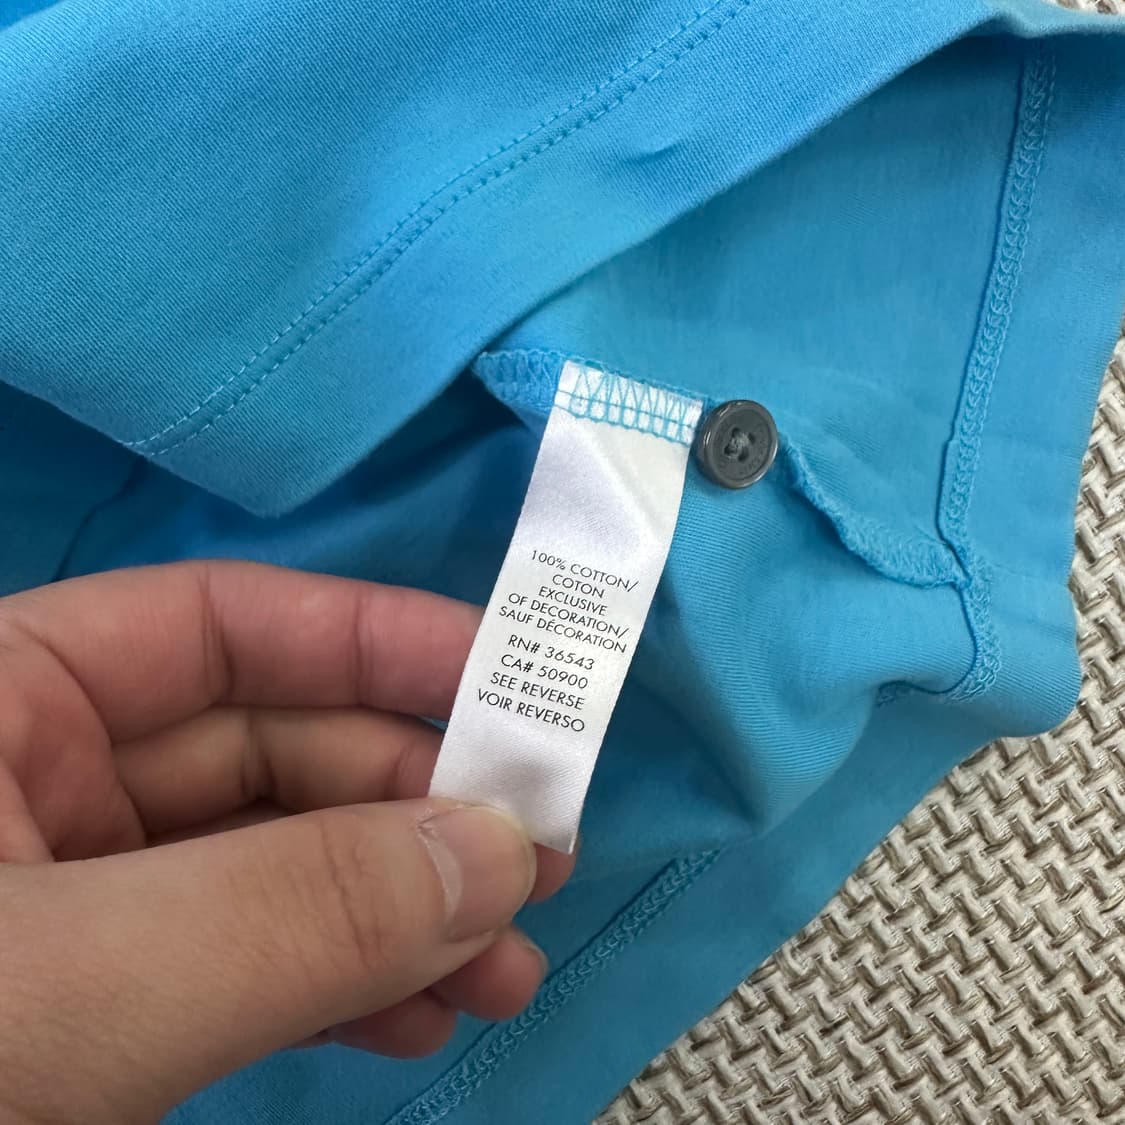 100% COTTON/
COTON
EXCLUSIVE
OF DECORATION/
SAUF DÉCORATION
RN# 36543
CA# 50900
SEE REVERSE
VOIR REVERSO